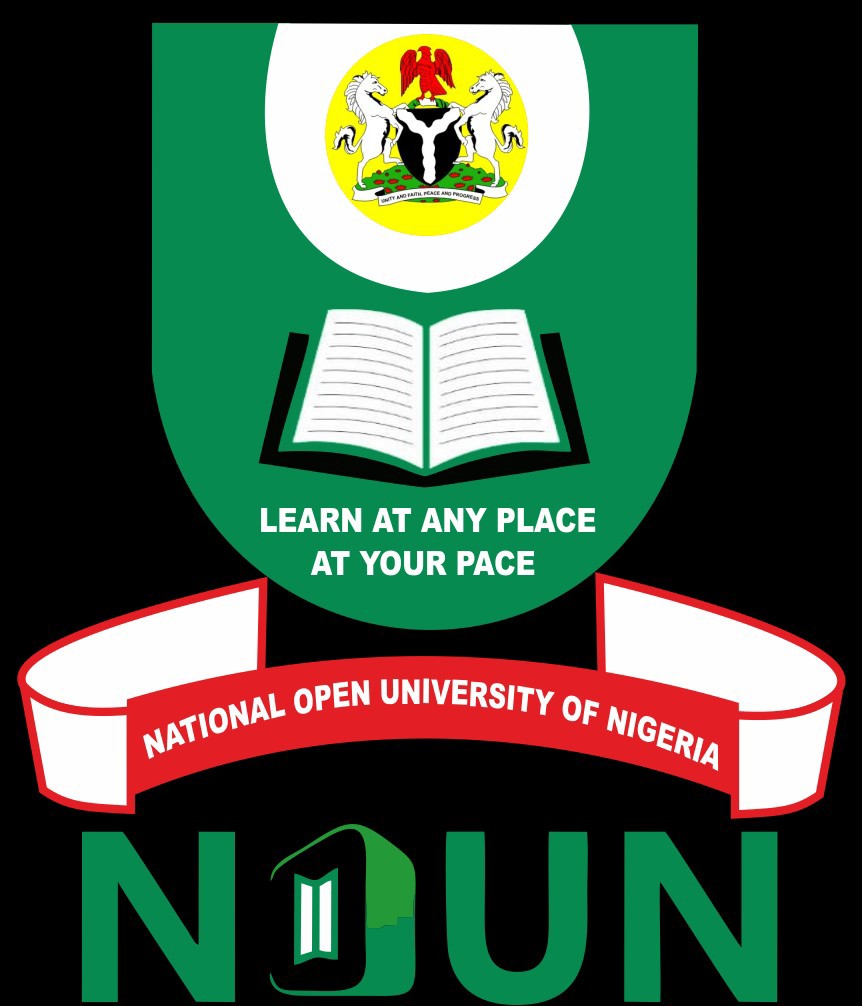 UNITY AND FAITH, PEACE AND PROGRESS
LEARN AT ANY PLACE
AT YOUR PACE
NATIONAL OPEN UNIVERSITY OF NIGERIA
NOUN